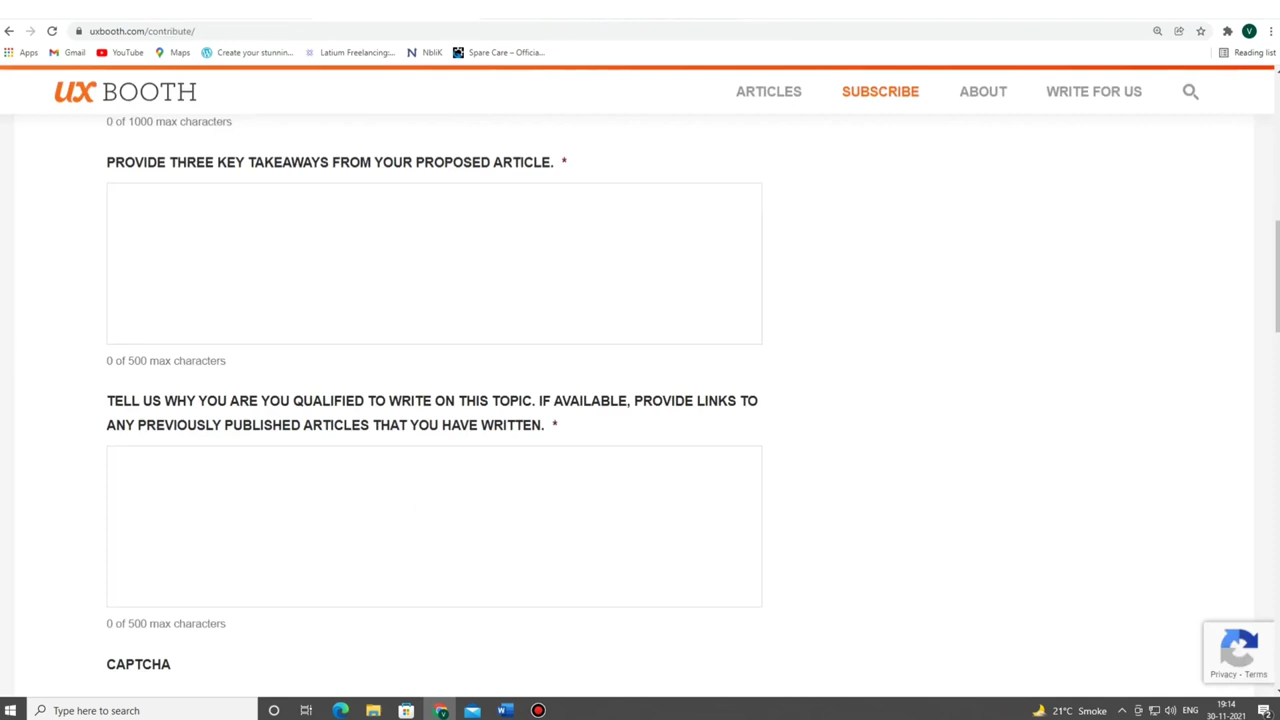 uxbooth.com/contribute/
V
Apps
Gmail
YouTube
Maps
Create your stunnin...
Latium Freelancing:...
N NbliK
Spare Care – Officia...
Reading list
UX BOOTH
ARTICLES
SUBSCRIBE
ABOUT
WRITE FOR US
0 of 1000 max characters
PROVIDE THREE KEY TAKEAWAYS FROM YOUR PROPOSED ARTICLE. *
0 of 500 max characters
TELL US WHY YOU ARE YOU QUALIFIED TO WRITE ON THIS TOPIC. IF AVAILABLE, PROVIDE LINKS TO
ANY PREVIOUSLY PUBLISHED ARTICLES THAT YOU HAVE WRITTEN. *
0 of 500 max characters
CAPTCHA
Privacy - Terms
Type here to search
21°C Smoke
ENG
19:14
30-11-2021
2